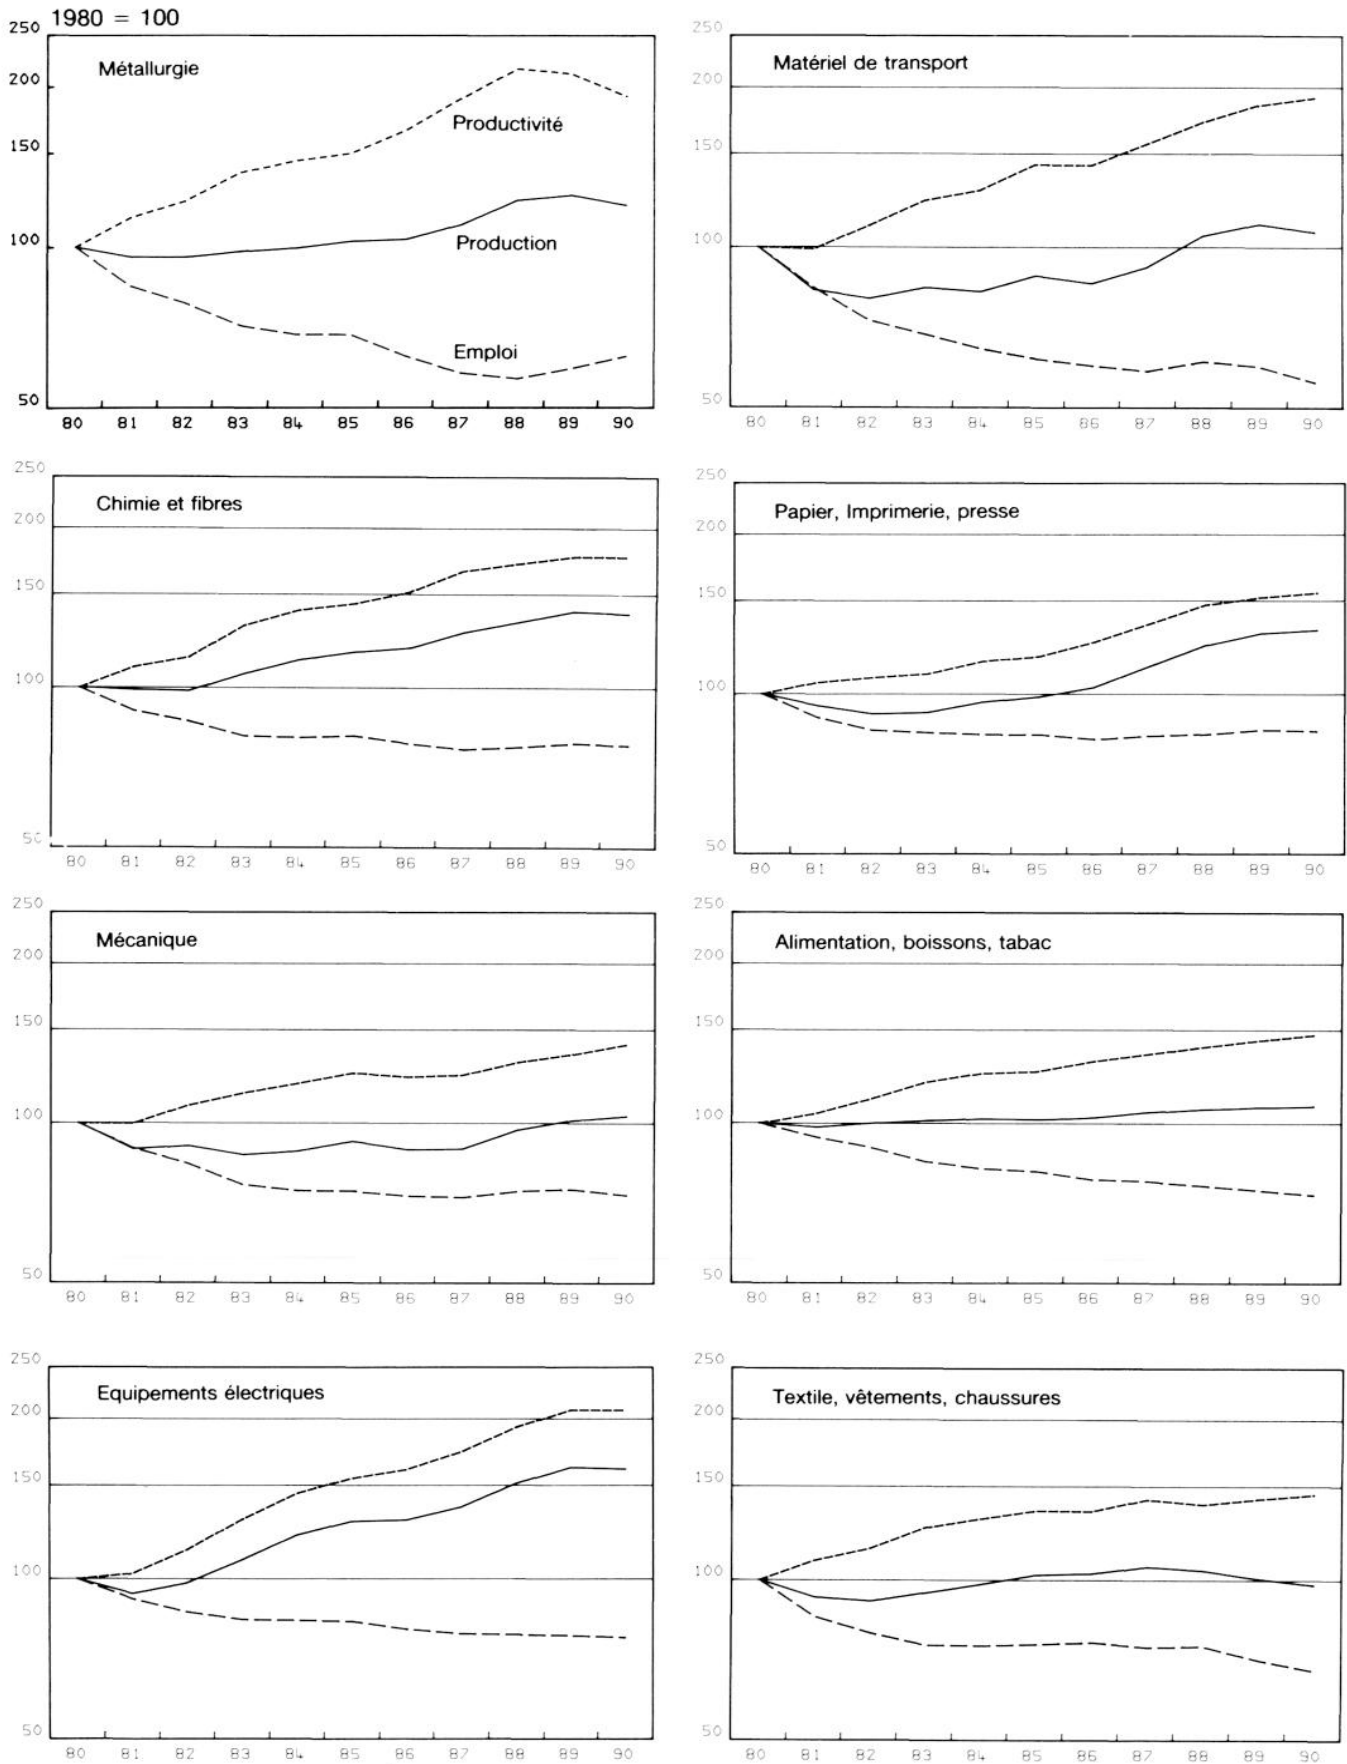 1980 = 100
250
Métallurgie
200
Productivité
150
100
Production
Emploi
50
80 81 82 83 84 85 86 87 88 89 90
250
Matériel de transport
200
150
100
50
80 81 82 83 84 85 86 87 88 89 90
250
Chimie et fibres
200
150
100
50
80 81 82 83 84 85 86 87 88 89 90
250
Papier, Imprimerie, presse
200
150
100
50
80 81 82 83 84 85 86 87 88 89 90
250
Mécanique
200
150
100
50
80 81 82 83 84 85 86 87 88 89 90
250
Alimentation, boissons, tabac
200
150
100
50
80 81 82 83 84 85 86 87 88 89 90
250
Equipements électriques
200
150
100
50
80 81 82 83 84 85 86 87 88 89 90
250
Textile, vêtements, chaussures
200
150
100
50
80 81 82 83 84 85 86 87 88 89 90